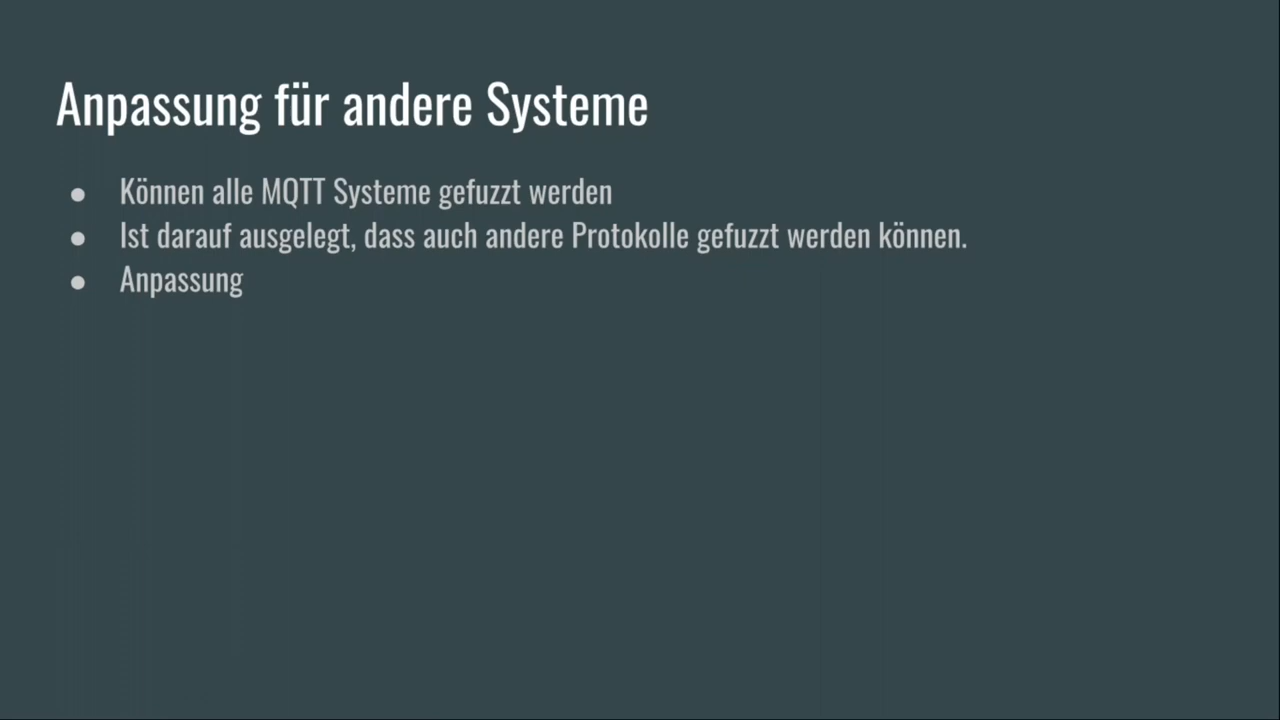 Anpassung für andere Systeme
● Können alle MQTT Systeme gefuzzt werden
● Ist darauf ausgelegt, dass auch andere Protokolle gefuzzt werden können.
● Anpassung